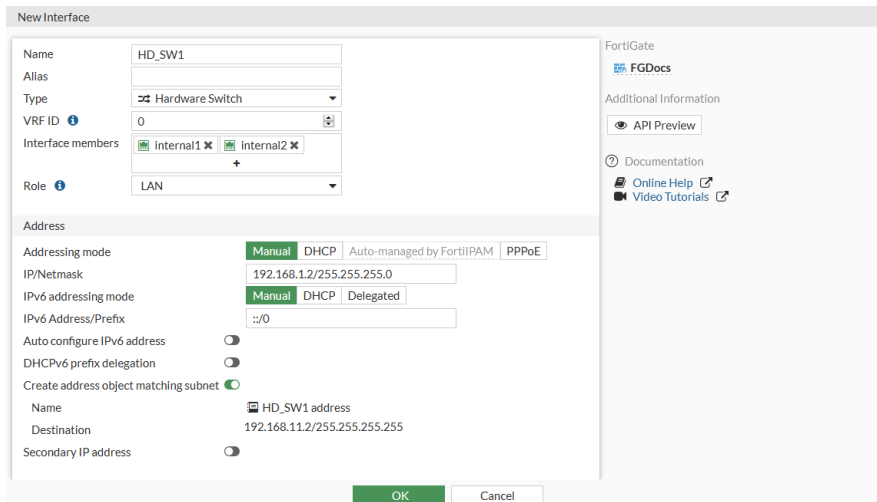 New Interface
Name HD_SW1
Alias
Type Hardware Switch
VRF ID 0
Interface members internal1 internal2
+
Role LAN
Address
Addressing mode Manual DHCP Auto-managed by FortiIPAM PPPoE
IP/Netmask 192.168.1.2/255.255.255.0
IPv6 addressing mode Manual DHCP Delegated
IPv6 Address/Prefix ::/0
Auto configure IPv6 address
DHCPv6 prefix delegation
Create address object matching subnet
Name HD_SW1 address
Destination 192.168.11.2/255.255.255.255
Secondary IP address
OK Cancel
FortiGate
FGDocs
Additional Information
API Preview
Documentation
Online Help
Video Tutorials